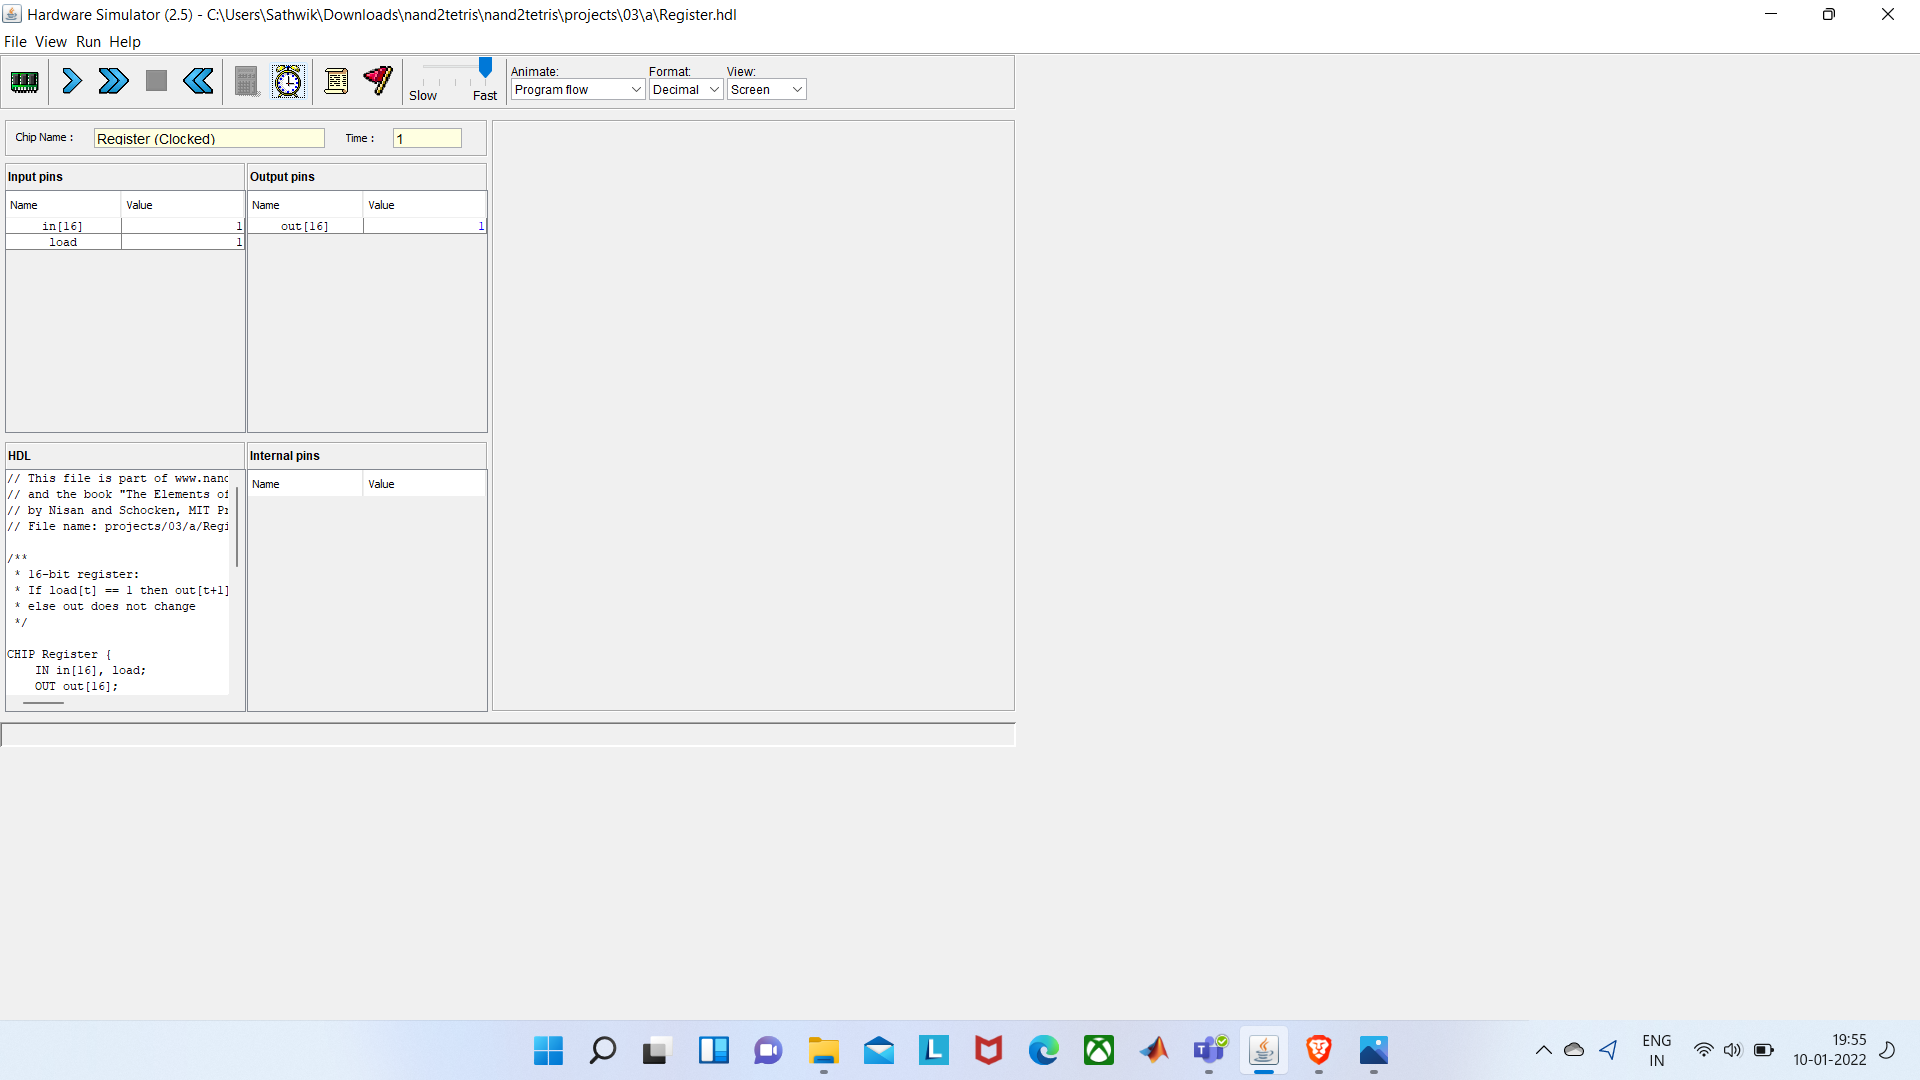 Hardware Simulator (2.5) - C:\Users\Sathwik\Downloads\nand2tetris\nand2tetris\projects\03\a\Register.hdl
File View Run Help
Slow Fast
Animate: Format: View:
Program flow Decimal Screen
Chip Name : Register (Clocked) Time : 1
Input pins
Name Value
in[16] 1
load 1
Output pins
Name Value
out[16] 1
HDL
// This file is part of www.nand
// and the book "The Elements of
// by Nisan and Schocken, MIT Pr
// File name: projects/03/a/Regi
/**
* 16-bit register:
* If load[t] == 1 then out[t+1]
* else out does not change
*/
CHIP Register {
IN in[16], load;
OUT out[16];
Internal pins
Name Value
L
T
ENG
IN
19:55
10-01-2022